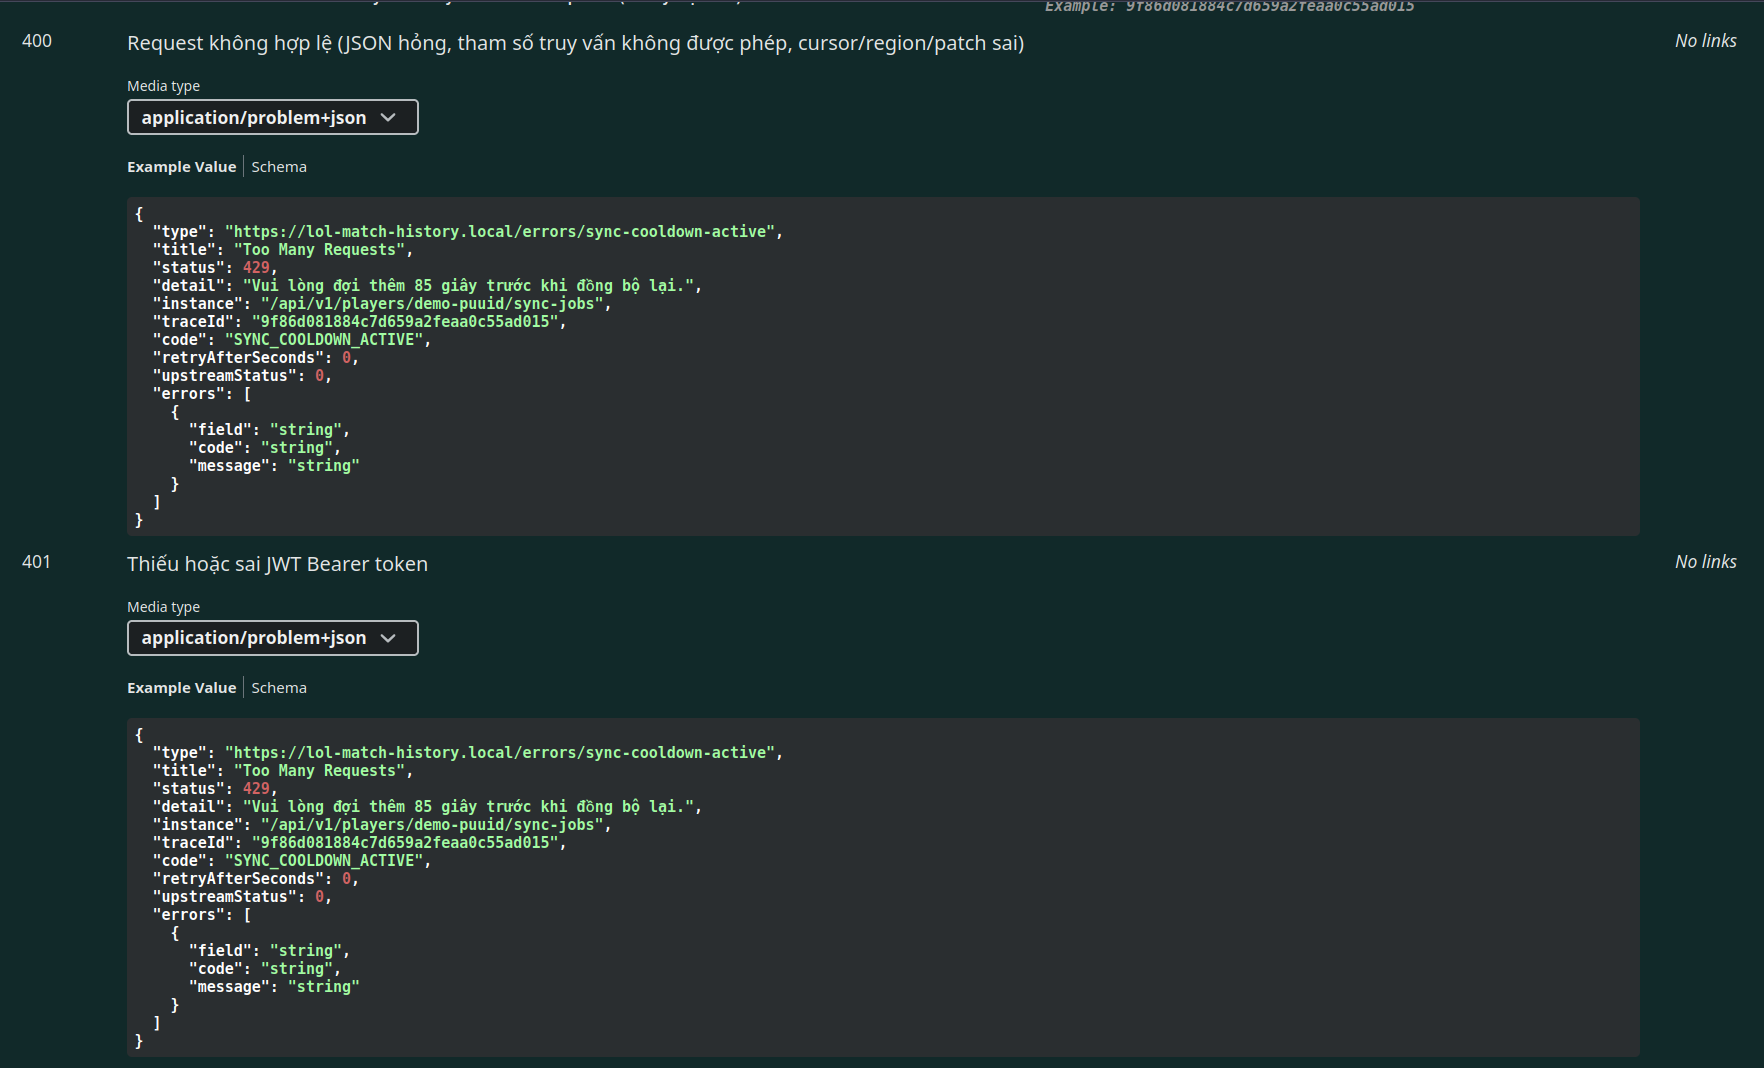 Example: 9f86d081884c7d659a2feaa0c55ad015
400
Request không hợp lệ (JSON hỏng, tham số truy vấn không được phép, cursor/region/patch sai)
No links
Media type
application/problem+json
Example Value
Schema
{
"type": "https://lol-match-history.local/errors/sync-cooldown-active",
"title": "Too Many Requests",
"status": 429,
"detail": "Vui lòng đợi thêm 85 giây trước khi đồng bộ lại.",
"instance": "/api/v1/players/demo-puuid/sync-jobs",
"traceId": "9f86d081884c7d659a2feaa0c55ad015",
"code": "SYNC_COOLDOWN_ACTIVE",
"retryAfterSeconds": 0,
"upstreamStatus": 0,
"errors": [
{
"field": "string",
"code": "string",
"message": "string"
}
]
}
401
Thiếu hoặc sai JWT Bearer token
No links
Media type
application/problem+json
Example Value
Schema
{
"type": "https://lol-match-history.local/errors/sync-cooldown-active",
"title": "Too Many Requests",
"status": 429,
"detail": "Vui lòng đợi thêm 85 giây trước khi đồng bộ lại.",
"instance": "/api/v1/players/demo-puuid/sync-jobs",
"traceId": "9f86d081884c7d659a2feaa0c55ad015",
"code": "SYNC_COOLDOWN_ACTIVE",
"retryAfterSeconds": 0,
"upstreamStatus": 0,
"errors": [
{
"field": "string",
"code": "string",
"message": "string"
}
]
}